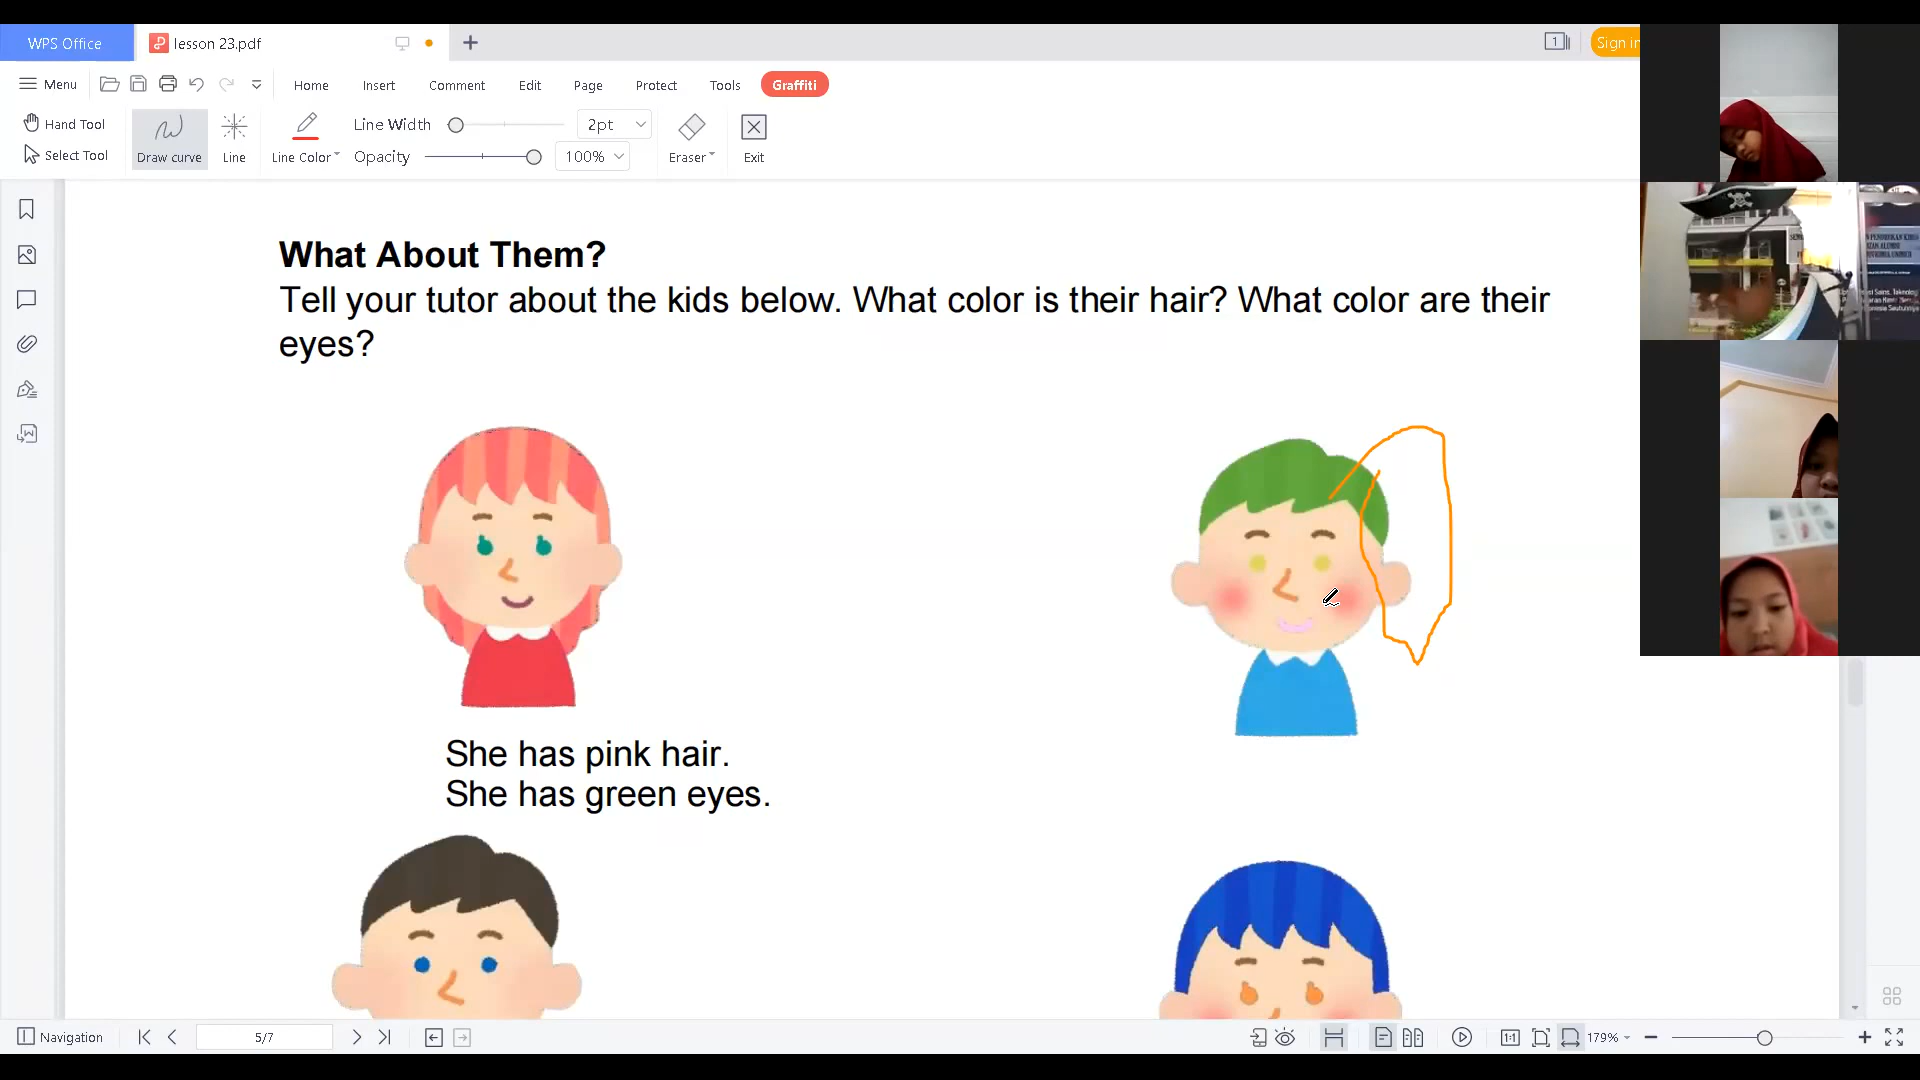 WPS Office
lesson 23.pdf
1
Sign in
Menu
Home
Insert
Comment
Edit
Page
Protect
Tools
Graffiti
Hand Tool
Select Tool
Draw curve
Line
Line Color
Line Width
2pt
Opacity
100%
Eraser
Exit
What About Them?
Tell your tutor about the kids below. What color is their hair? What color are their
eyes?
She has pink hair.
She has green eyes.
Navigation
5/7
1:1
179%